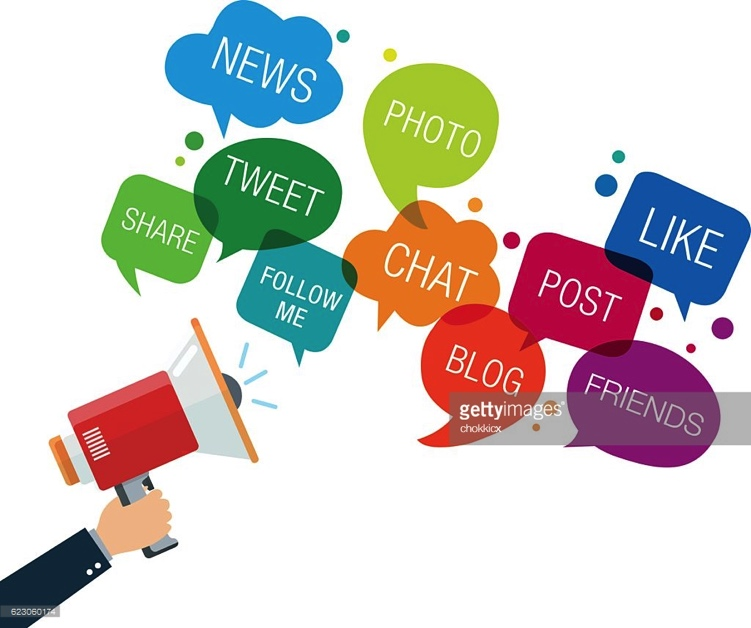 NEWS
PHOTO
TWEET
SHARE
LIKE
CHAT
FOLLOW
ME
POST
BLOG
FRIENDS
gettyimages®
chokkicx
623060174